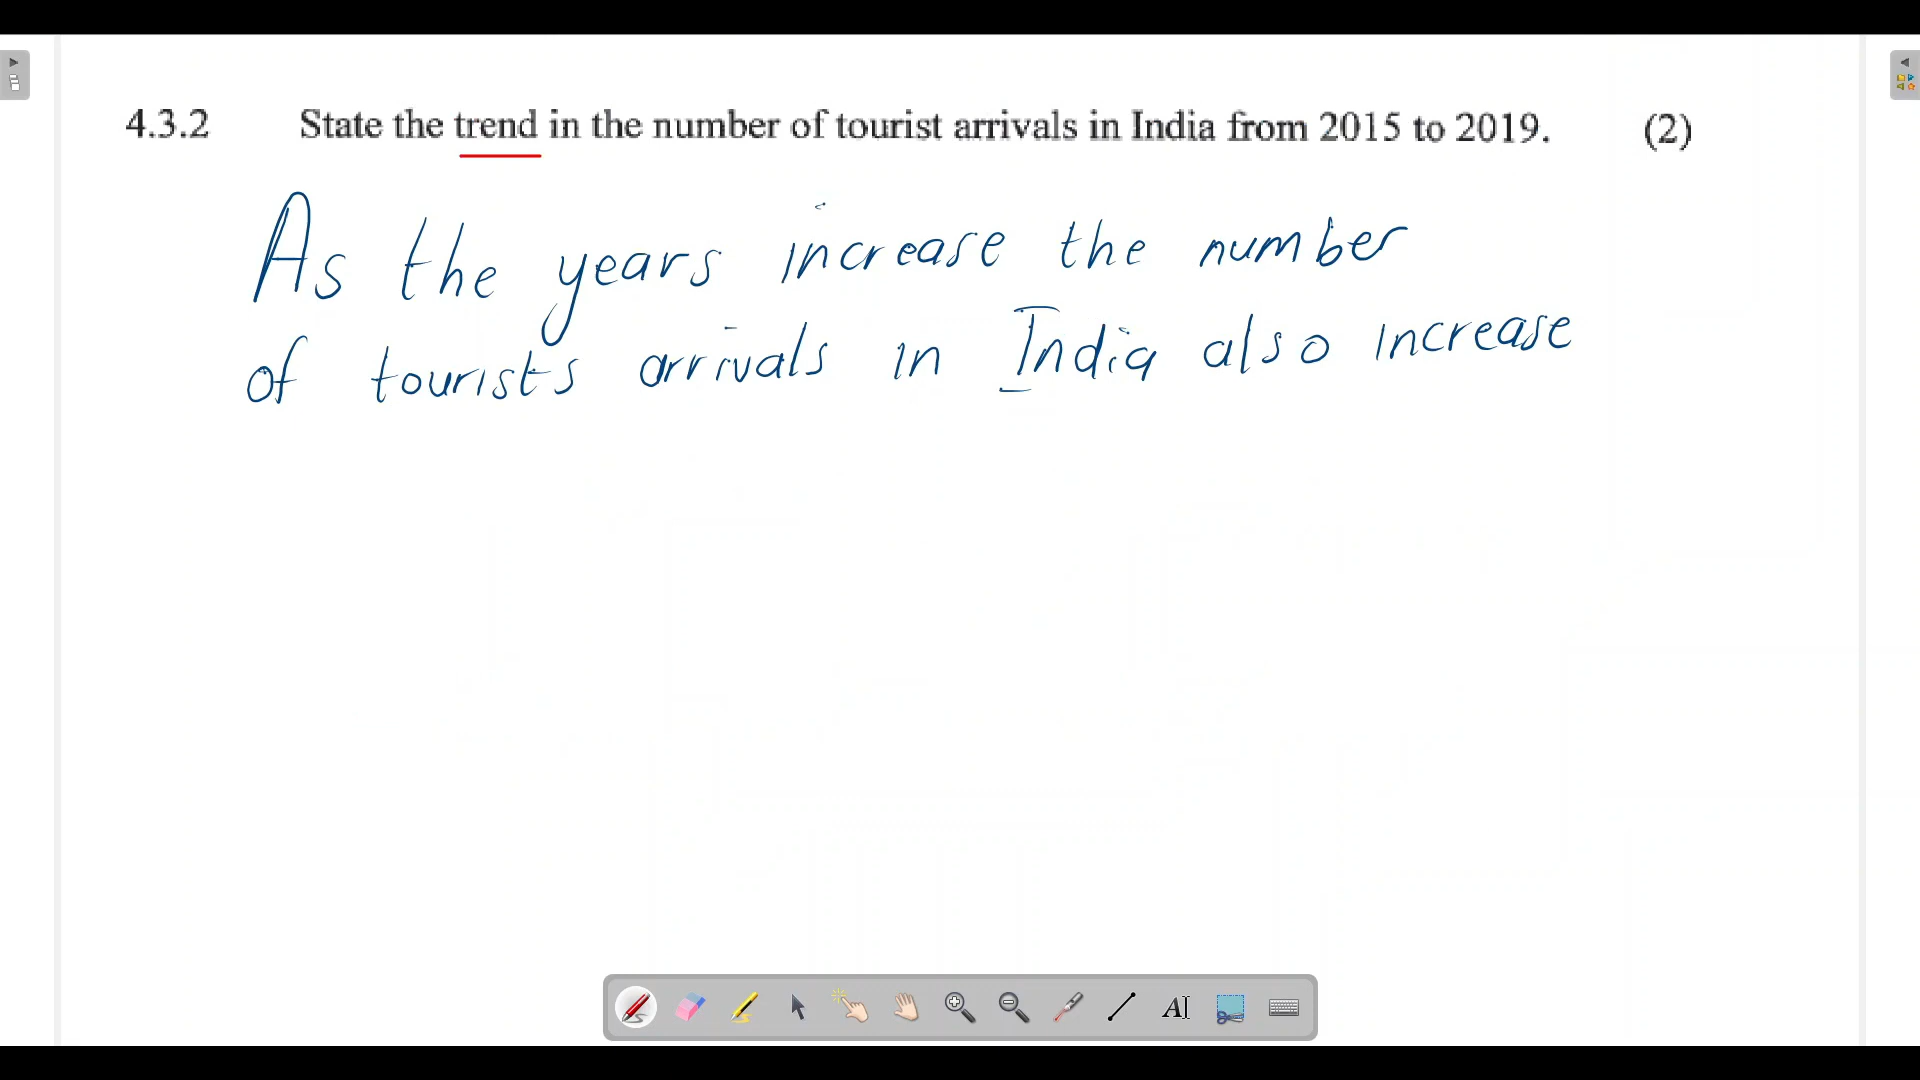 4.3.2 State the trend in the number of tourist arrivals in India from 2015 to 2019. (2)
As the years increase the number
of tourists arrivals in India also increase